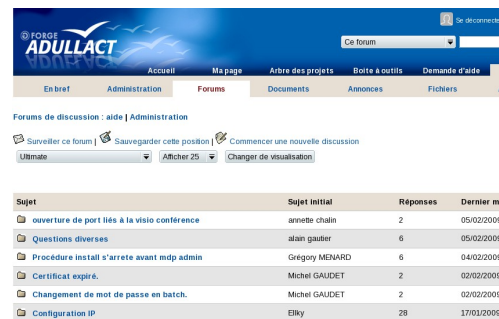 FORGE
ADULLACT
Se déconnecte
Ce forum
Accueil Ma page Arbre des projets Boite à outils Demande d'aide
En bref Administration Forums Documents Annonces Fichiers
Forums de discussion : aide | Administration
Surveiller ce forum | Sauvegarder cette position | Commencer une nouvelle discussion
Ultimate Afficher 25 Changer de visualisation
Sujet Sujet initial Réponses Dernier m
ouverture de port liés à la visio conférence annette chalin 2 05/02/2009
Questions diverses alain gautier 6 05/02/2009
Procédure install s'arrete avant mdp admin Grégory MENARD 6 04/02/2009
Certificat expiré. Michel GAUDET 2 02/02/2009
Changement de mot de passe en batch. Michel GAUDET 2 02/02/2009
Configuration IP Ellky 28 17/01/2009